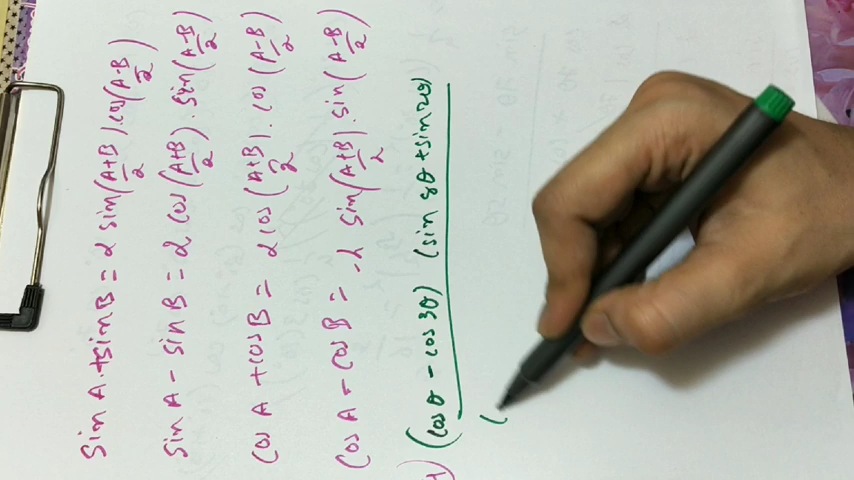 Sin A + sin B = 2 sin(A+B/2).cos(A-B/2)
Sin A - sin B = 2 cos(A+B/2).sin(A-B/2)
Cos A + cos B = 2 cos(A+B/2).cos(A-B/2)
Cos A - cos B = -2 sin(A+B/2).sin(A-B/2)
(cos θ - cos 3θ) (sin 8θ + sin 2θ)
(